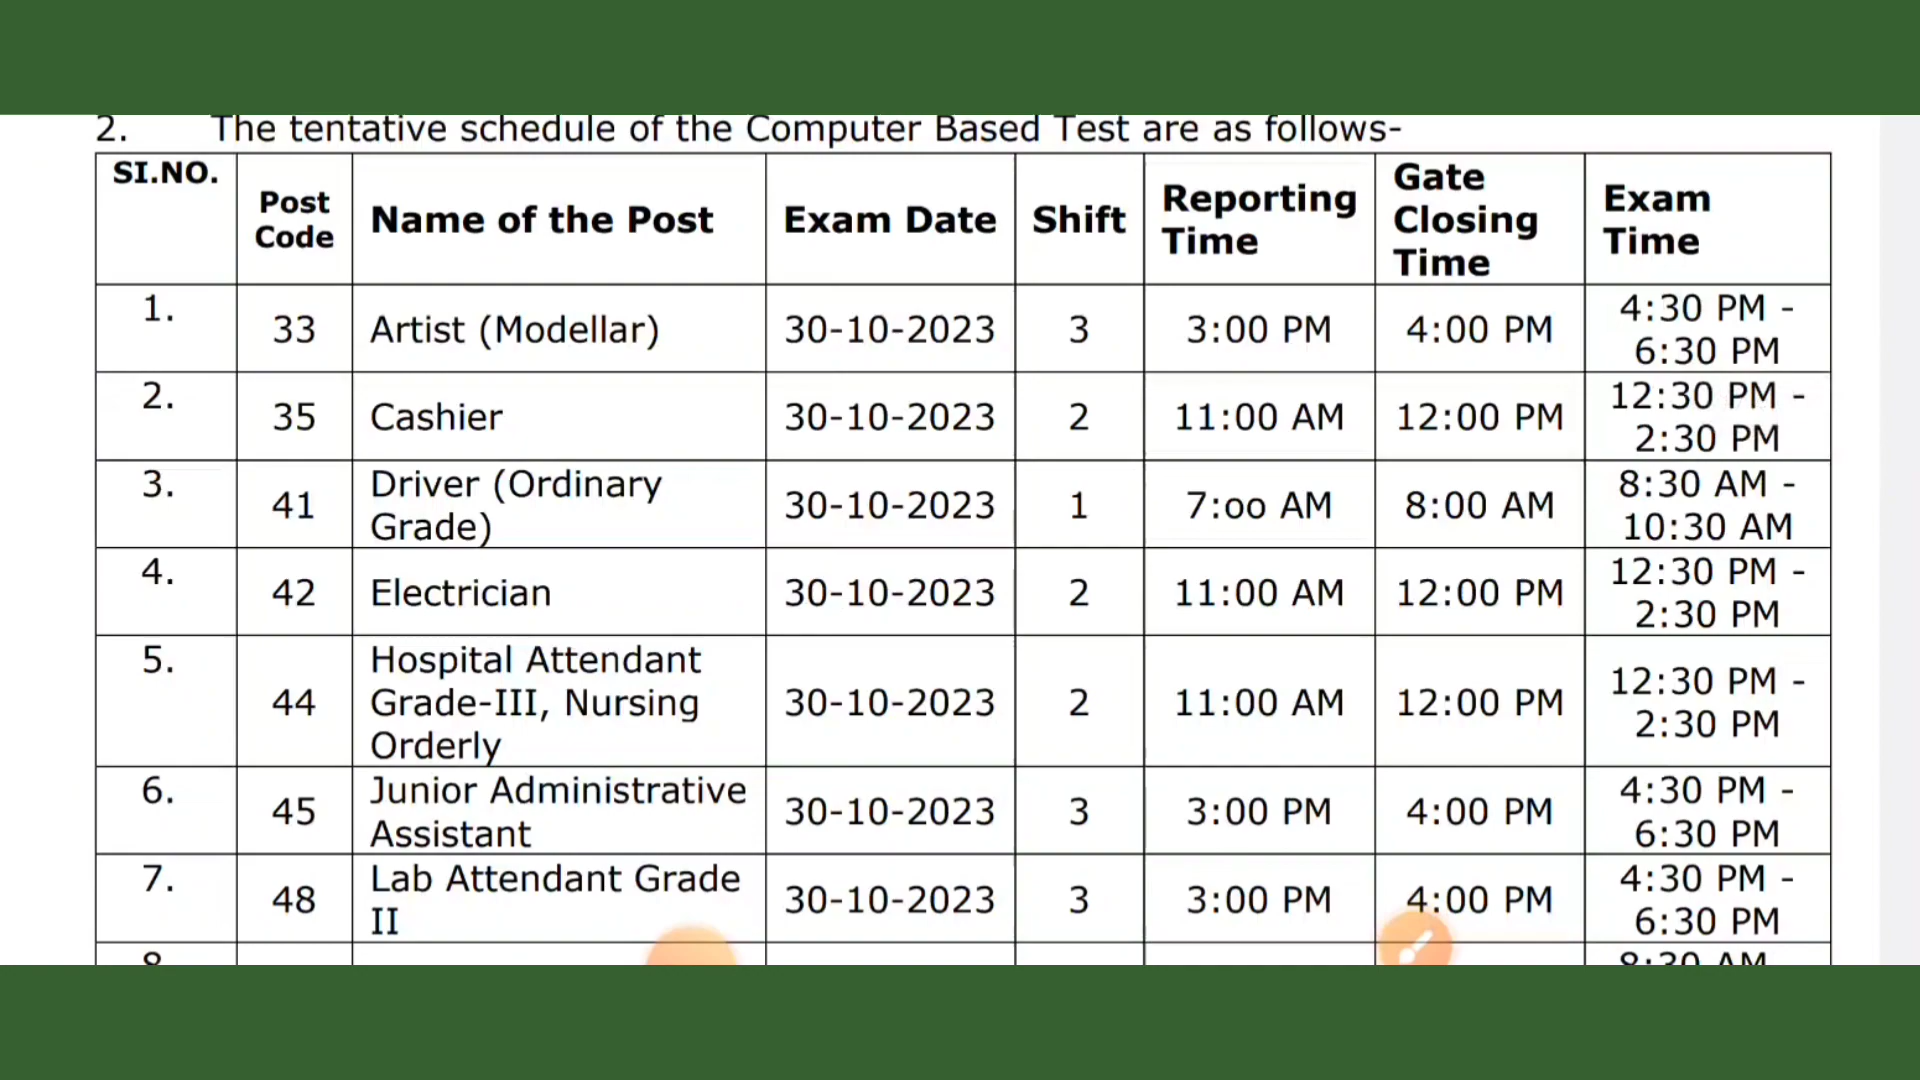 2. The tentative schedule of the Computer Based Test are as follows-
SI.NO. Post Code Name of the Post Exam Date Shift Reporting Time Gate Closing Time Exam Time
1. 33 Artist (Modellar) 30-10-2023 3 3:00 PM 4:00 PM 4:30 PM - 6:30 PM
2. 35 Cashier 30-10-2023 2 11:00 AM 12:00 PM 12:30 PM - 2:30 PM
3. 41 Driver (Ordinary Grade) 30-10-2023 1 7:oo AM 8:00 AM 8:30 AM - 10:30 AM
4. 42 Electrician 30-10-2023 2 11:00 AM 12:00 PM 12:30 PM - 2:30 PM
5. 44 Hospital Attendant Grade-III, Nursing Orderly 30-10-2023 2 11:00 AM 12:00 PM 12:30 PM - 2:30 PM
6. 45 Junior Administrative Assistant 30-10-2023 3 3:00 PM 4:00 PM 4:30 PM - 6:30 PM
7. 48 Lab Attendant Grade II 30-10-2023 3 3:00 PM 4:00 PM 4:30 PM - 6:30 PM